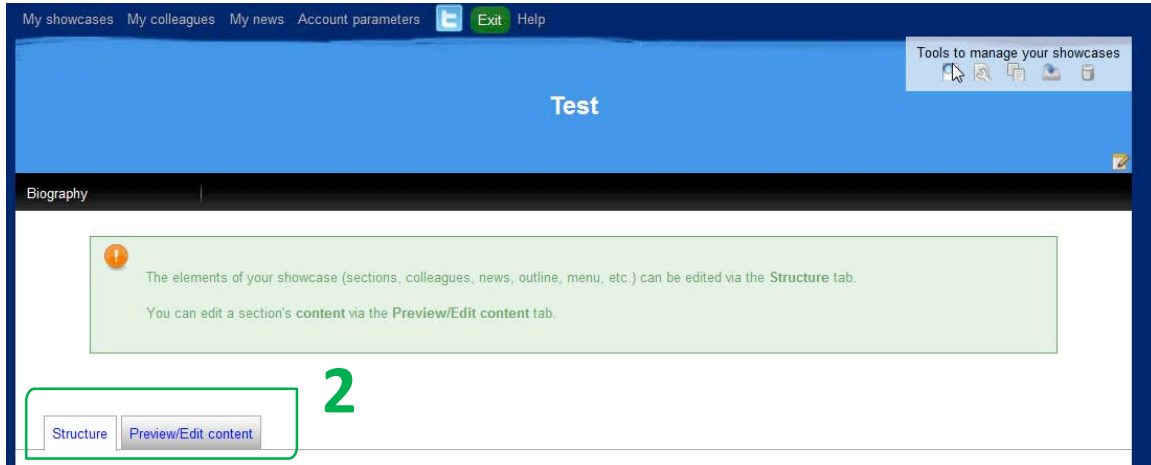 My showcases My colleagues My news Account parameters t Exit Help
Tools to manage your showcases
Test
Biography
The elements of your showcase (sections, colleagues, news, outline, menu, etc.) can be edited via the Structure tab.
You can edit a section's content via the Preview/Edit content tab.
2
Structure Preview/Edit content